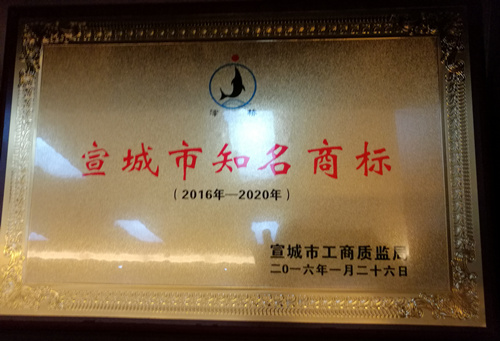 宣城市知名商标
（2016年—2020年）
宣城市工商质监局
二〇一六年一月二十六日